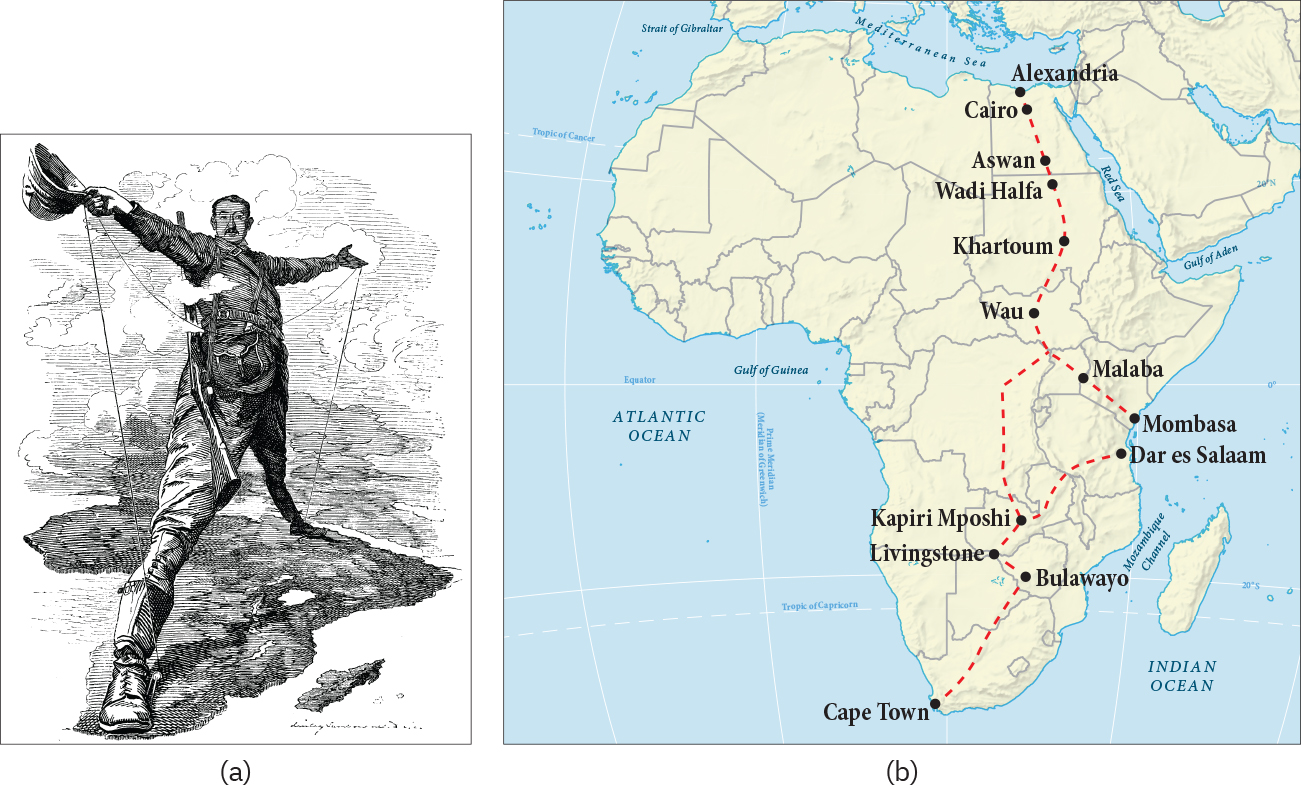 Strait of Gibraltar
Mediterranean Sea
Alexandria
Cairo
Tropic of Cancer
Aswan
Wadi Halfa
Red Sea
20°N
Khartoum
Gulf of Aden
Wau
Malaba
Gulf of Guinea
Equator
0°
ATLANTIC
OCEAN
Prime Meridian
(Meridian of Greenwich)
Mombasa
Dar es Salaam
Kapiri Mposhi
Livingstone
Mozambique
Channel
Bulawayo
20°S
Tropic of Capricorn
INDIAN
OCEAN
Cape Town
(a)
(b)